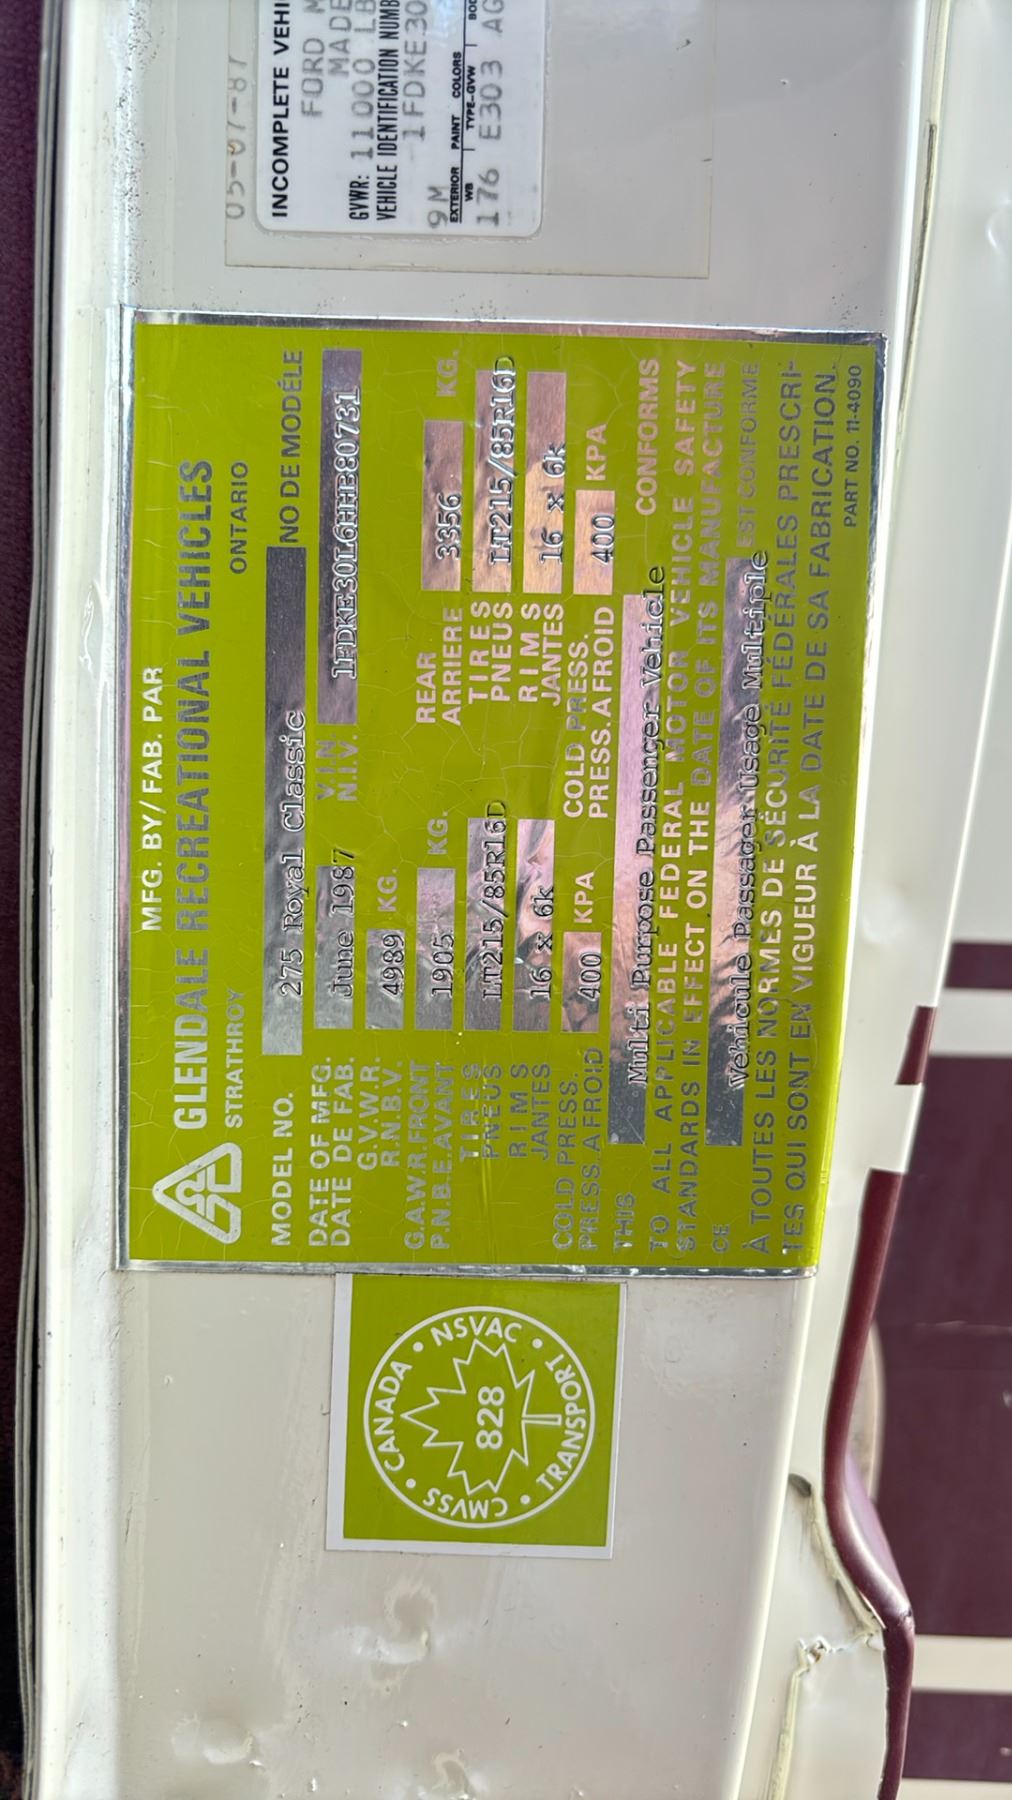 03-07-87
INCOMPLETE VEHI
FORD M
MADE
GVWR: 11000 LB
VEHICLE IDENTIFICATION NUMB
1FDKE30
9M
EXTERIOR PAINT COLORS
WB TYPE-GVW BOD
176 E303 AG
MFG. BY/FAB. PAR
GLENDALE RECREATIONAL VEHICLES
STRATHROY ONTARIO
MODEL NO. 275 Royal Classic NO DE MODÉLE
DATE OF MFG. June 1987 V.I.N. 1FDKE30L6HHB80731
DATE DE FAB. N.I.V.
G.V.W.R. 4989 KG.
R.N.B.V.
G.A.W.R. FRONT 1905 KG. REAR 3356 KG.
P.N.B.E. AVANT ARRIERE
TIRES LT215/85R16D TIRES LT215/85R16D
PNEUS PNEUS
RIMS 16 x 6k RIMS 16 x 6k
JANTES JANTES
COLD PRESS. 400 KPA COLD PRESS. 400 KPA
PRESS. A FROID PRESS. A FROID
THIS Multi Purpose Passenger Vehicle CONFORMS
TO ALL APPLICABLE FEDERAL MOTOR VEHICLE SAFETY
STANDARDS IN EFFECT ON THE DATE OF ITS MANUFACTURE
CE Vehicule Passager Usage Multiple EST CONFORME
À TOUTES LES NORMES DE SÉCURITÉ FÉDÉRALES PRESCRI-
TES QUI SONT EN VIGUEUR À LA DATE DE SA FABRICATION.
PART NO. 11-4090
CANADA • NSVAC • TRANSPORT • CMVSS •
828